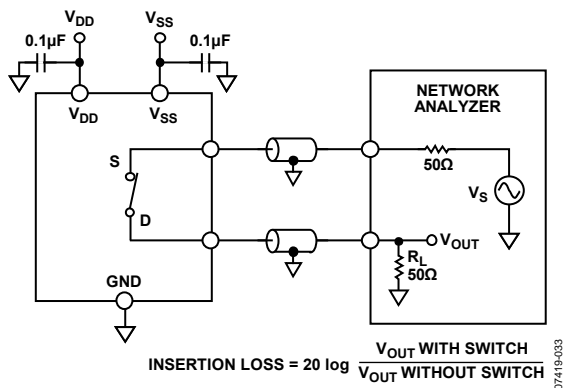 VDD
VSS
0.1µF
0.1µF
VDD
VSS
NETWORK
ANALYZER
S
50Ω
VS
D
VOUT
RL
50Ω
GND
INSERTION LOSS = 20 log VOUT WITH SWITCH
VOUT WITHOUT SWITCH
07419-033